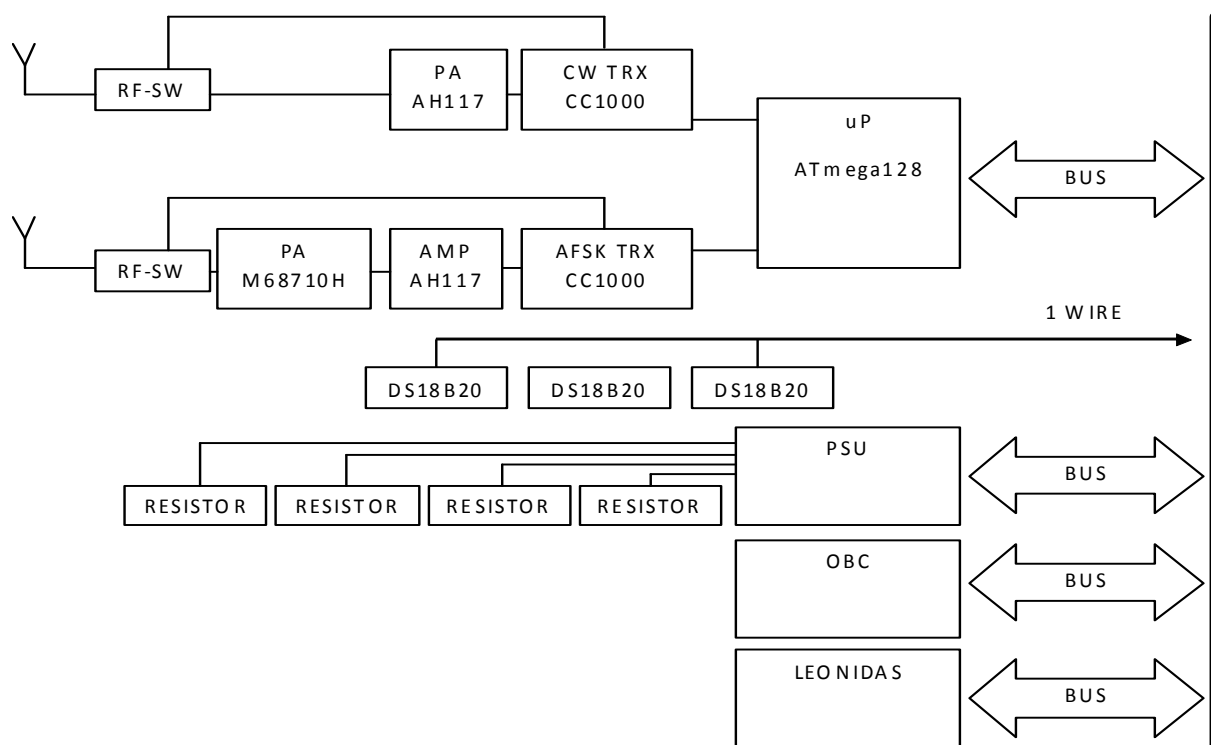 RF-SW
PA
AH117
CW TRX
CC1000
uP
ATmega128
BUS
RF-SW
PA
M68710H
AMP
AH117
AFSK TRX
CC1000
1 WIRE
DS18B20
DS18B20
DS18B20
PSU
BUS
RESISTOR
RESISTOR
RESISTOR
RESISTOR
OBC
BUS
LEONIDAS
BUS